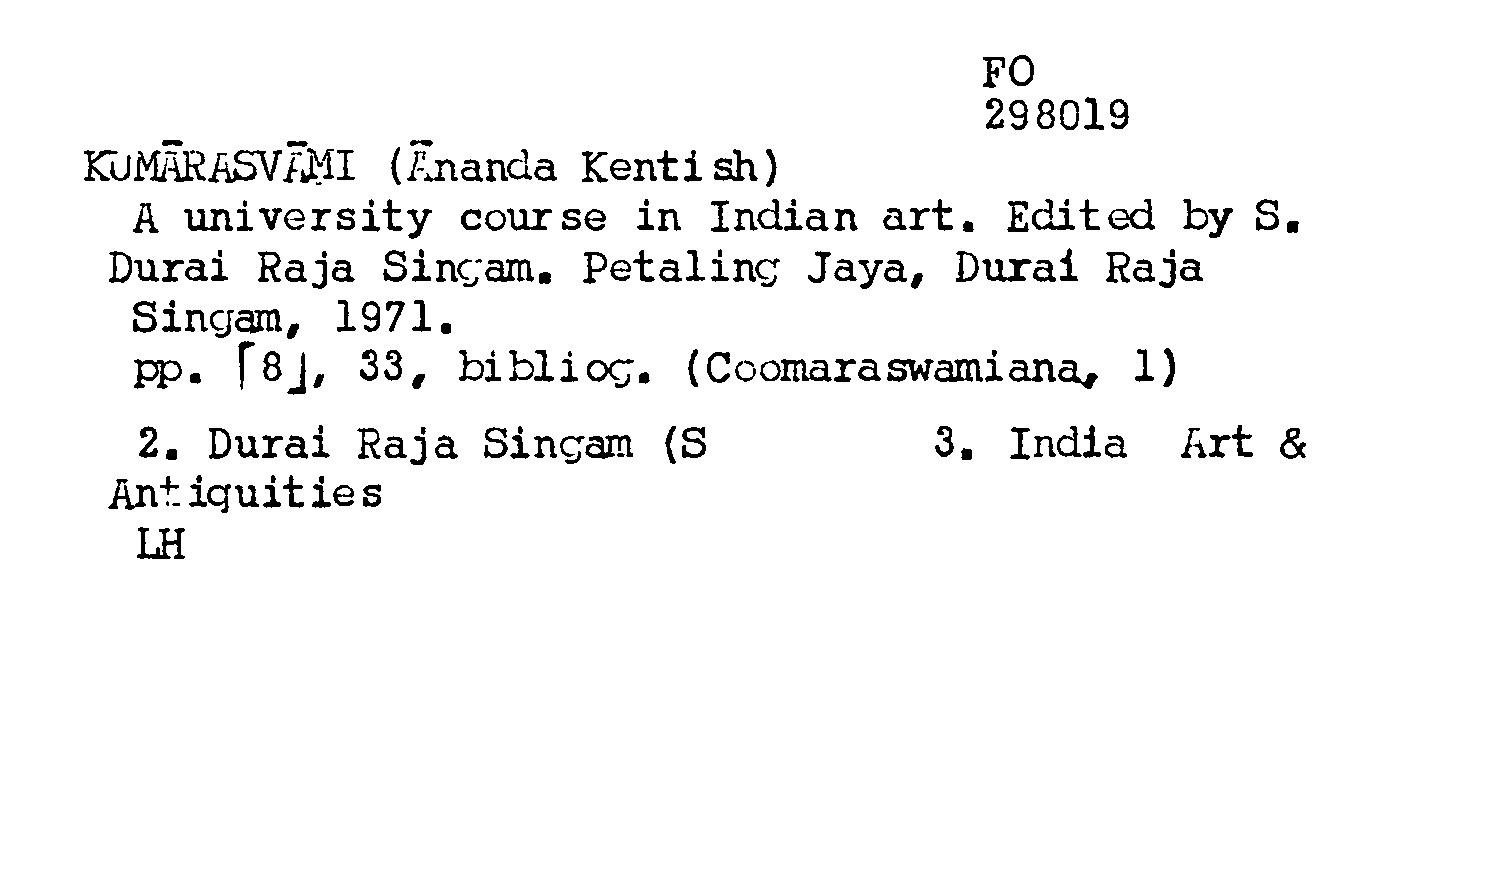 FO
298019
KUMĀRASVĀMI (Ānanda Kentish)
A university course in Indian art. Edited by S.
Durai Raja Singam. Petaling Jaya, Durai Raja
Singam, 1971.
pp. ⌈8⌋, 33, bibliog. (Coomaraswamiana, 1)
2. Durai Raja Singam (S 3. India Art &
Antiquities
LH